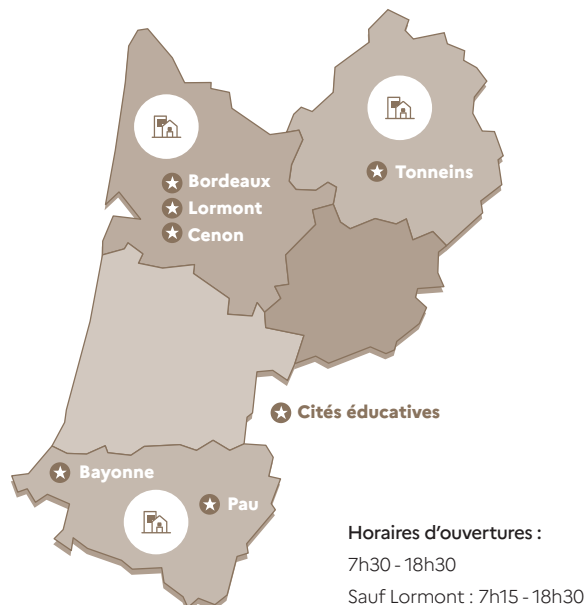 Tonneins
Bordeaux
Lormont
Cenon
Cités éducatives
Bayonne
Pau
Horaires d'ouvertures :
7h30 - 18h30
Sauf Lormont : 7h15 - 18h30